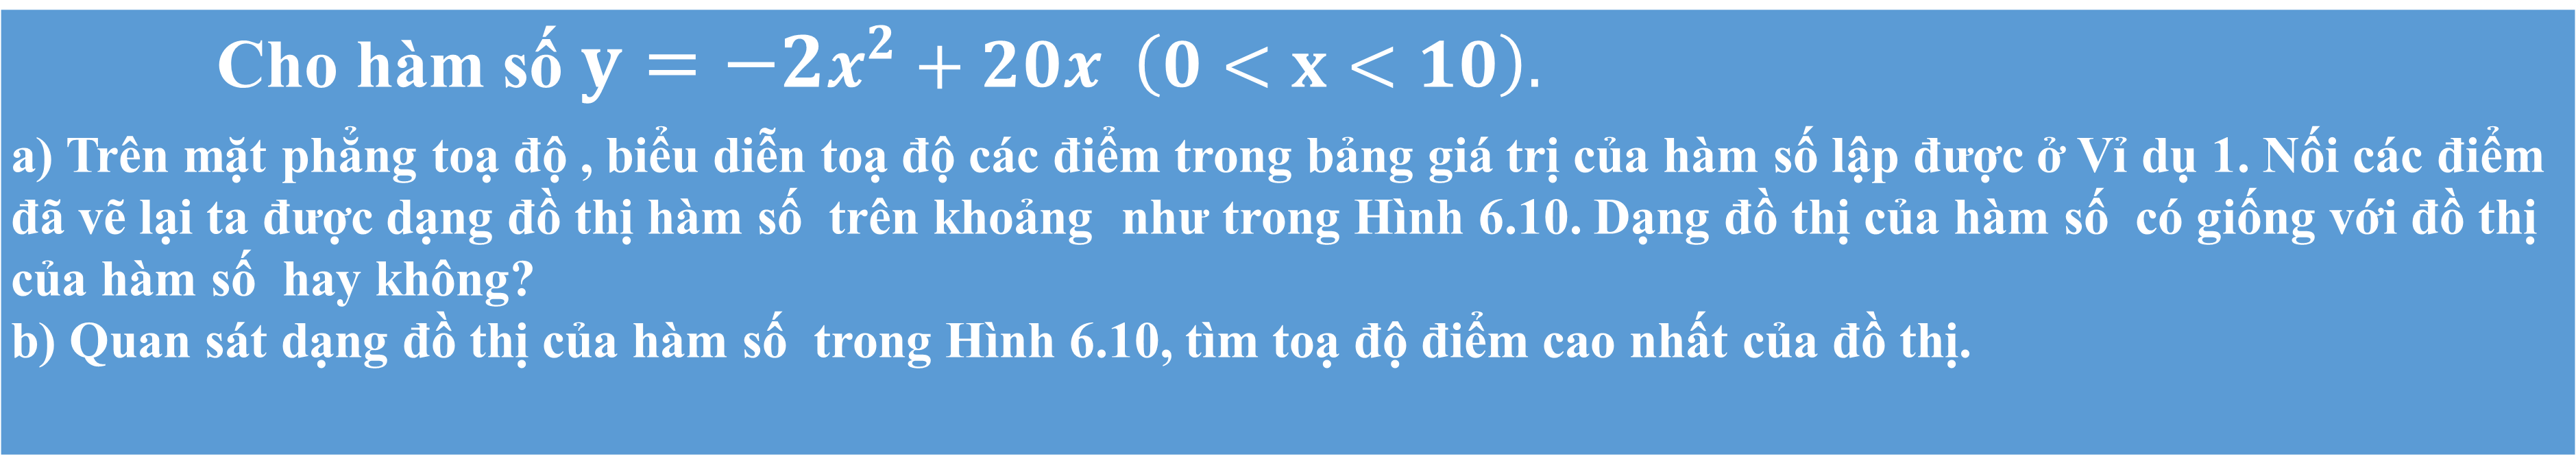 Cho hàm số y = −2x² + 20x (0 < x < 10).
a) Trên mặt phẳng toạ độ , biểu diễn toạ độ các điểm trong bảng giá trị của hàm số lập được ở Vỉ dụ 1. Nối các điểm
đã vẽ lại ta được dạng đồ thị hàm số trên khoảng như trong Hình 6.10. Dạng đồ thị của hàm số có giống với đồ thị
của hàm số hay không?
b) Quan sát dạng đồ thị của hàm số trong Hình 6.10, tìm toạ độ điểm cao nhất của đồ thị.